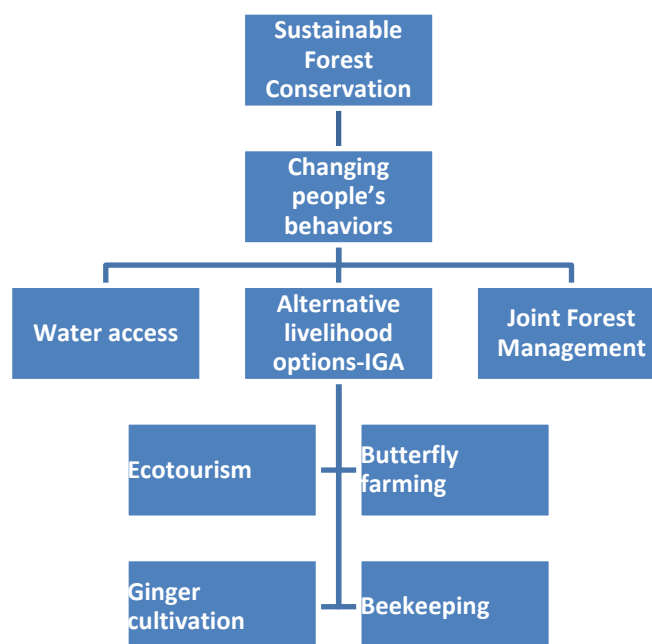 Sustainable
Forest
Conservation
Changing
people’s
behaviors
Water access
Alternative
livelihood
options-IGA
Joint Forest
Management
Ecotourism
Butterfly
farming
Ginger
cultivation
Beekeeping